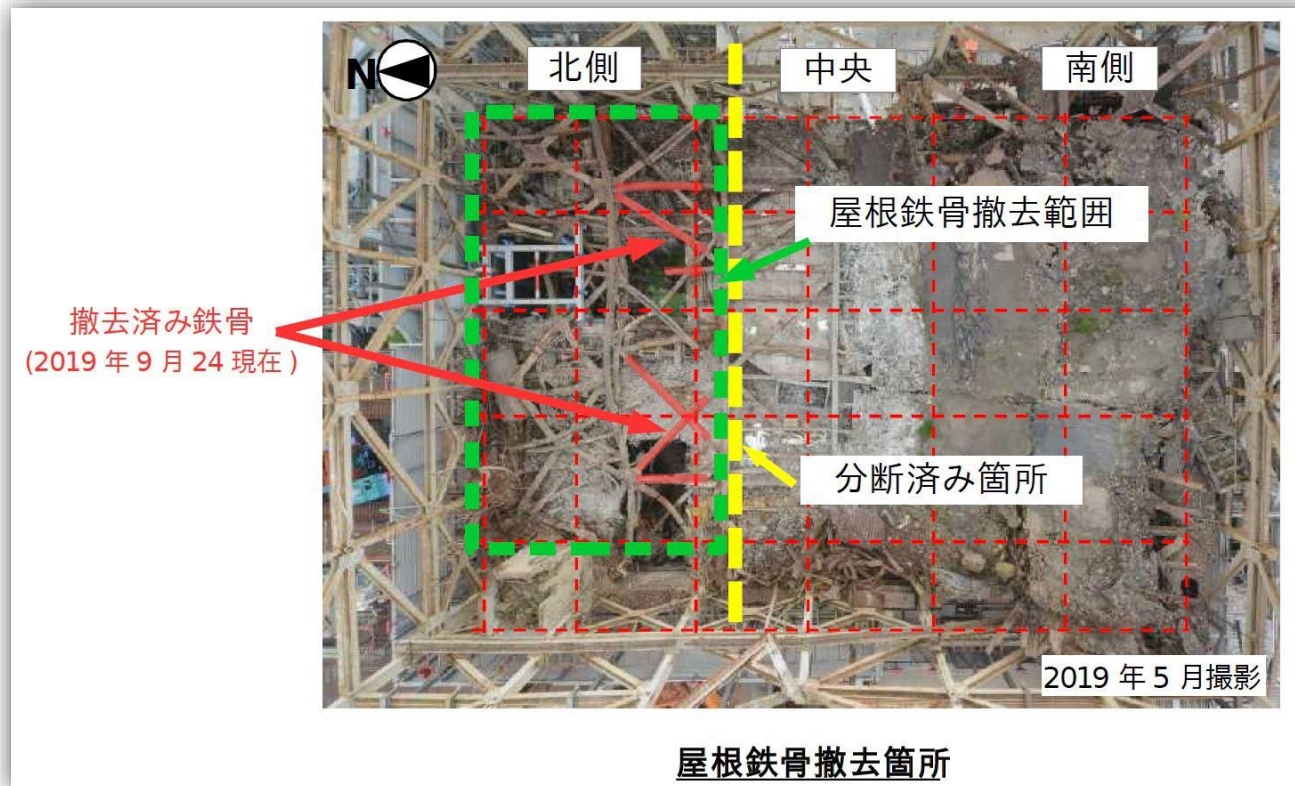 N
北側
中央
南側
屋根鉄骨撤去範囲
撤去済み鉄骨
(2019 年 9 月 24 現在 )
分断済み箇所
2019 年 5 月撮影
屋根鉄骨撤去箇所